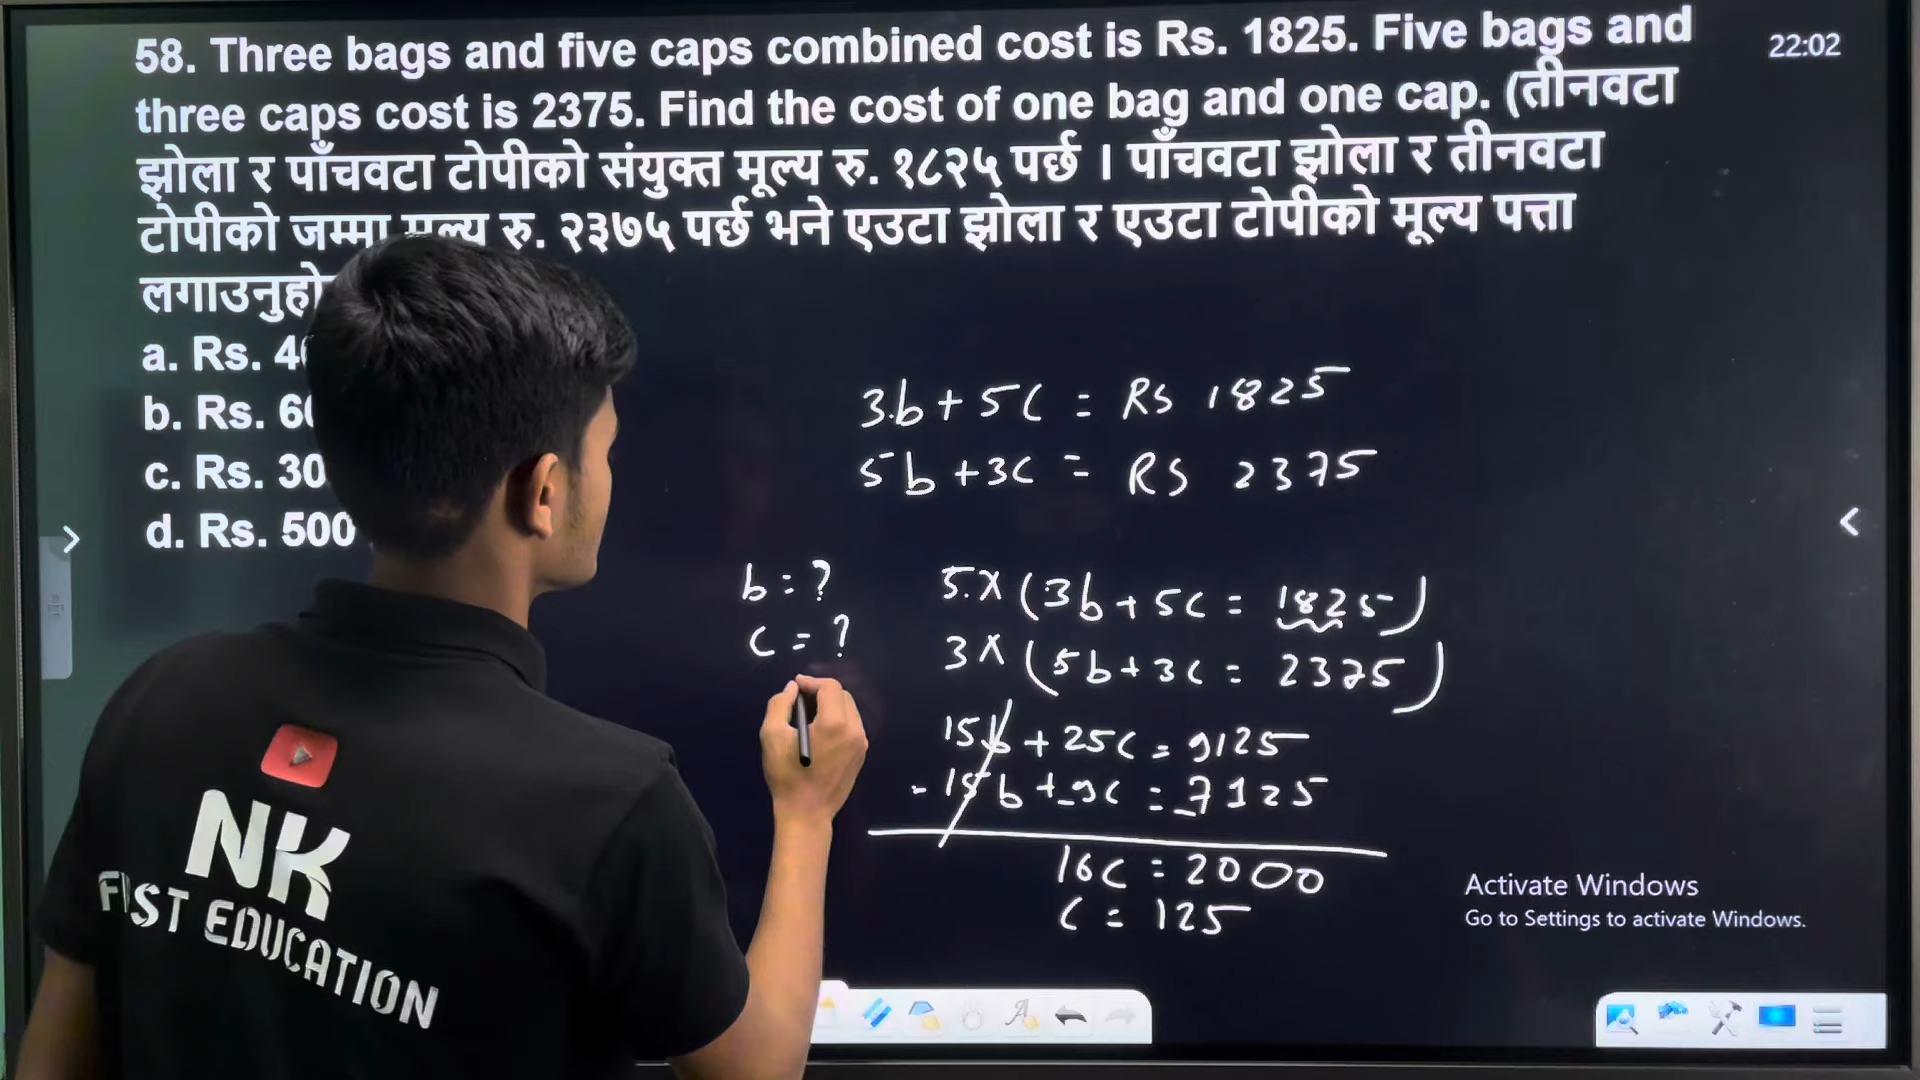 58. Three bags and five caps combined cost is Rs. 1825. Five bags and
three caps cost is 2375. Find the cost of one bag and one cap. (तीनवटा
झोला र पाँचवटा टोपीको संयुक्त मूल्य रु. १८२५ पर्छ । पाँचवटा झोला र तीनवटा
टोपीको जम्मा मूल्य रु. २३७५ पर्छ भने एउटा झोला र एउटा टोपीको मूल्य पत्ता
a. Rs.
b. Rs.
c. Rs.
d. Rs. 500
22:02
3b + 5c = RS 1825
5b + 3c = RS 2375
b = ?
c = ?
5 x (3b + 5c = 1825)
3 x (5b + 3c = 2375)
15b + 25c = 9125
- 15b + - 9c = - 7125
16c = 2000
c = 125
NK
FIRST EDUCATION
Activate Windows
Go to Settings to activate Windows.